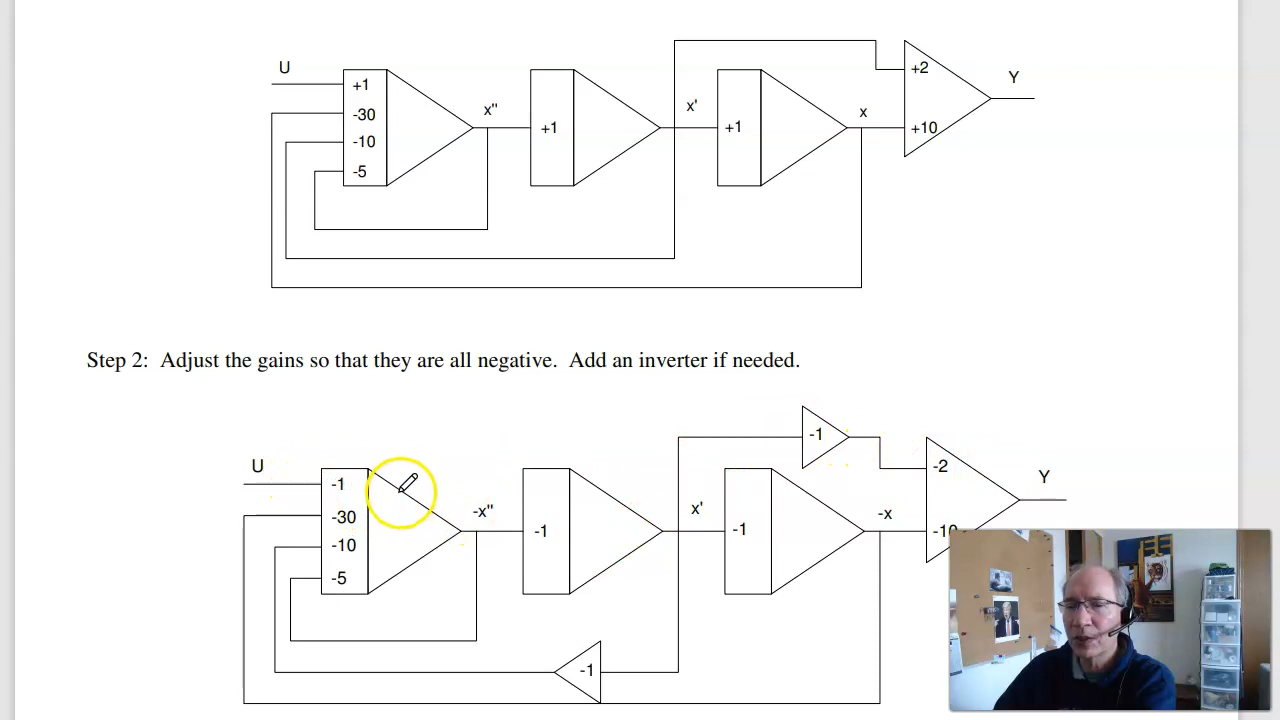 U
+1
-30
-10
-5
x"
+1
x'
+1
x
+2
+10
Y
Step 2: Adjust the gains so that they are all negative. Add an inverter if needed.
U
-1
-30
-10
-5
-x"
-1
x'
-1
-x
-1
-2
-10
Y
-1